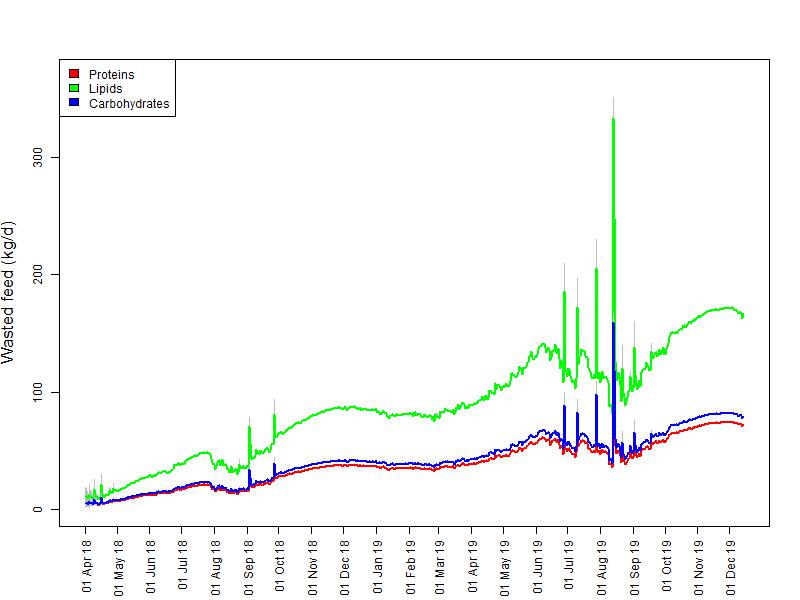 Proteins
Lipids
Carbohydrates
Wasted feed (kg/d)
300
200
100
0
01 Apr 18
01 May 18
01 Jun 18
01 Jul 18
01 Aug 18
01 Sep 18
01 Oct 18
01 Nov 18
01 Dec 18
01 Jan 19
01 Feb 19
01 Mar 19
01 Apr 19
01 May 19
01 Jun 19
01 Jul 19
01 Aug 19
01 Sep 19
01 Oct 19
01 Nov 19
01 Dec 19